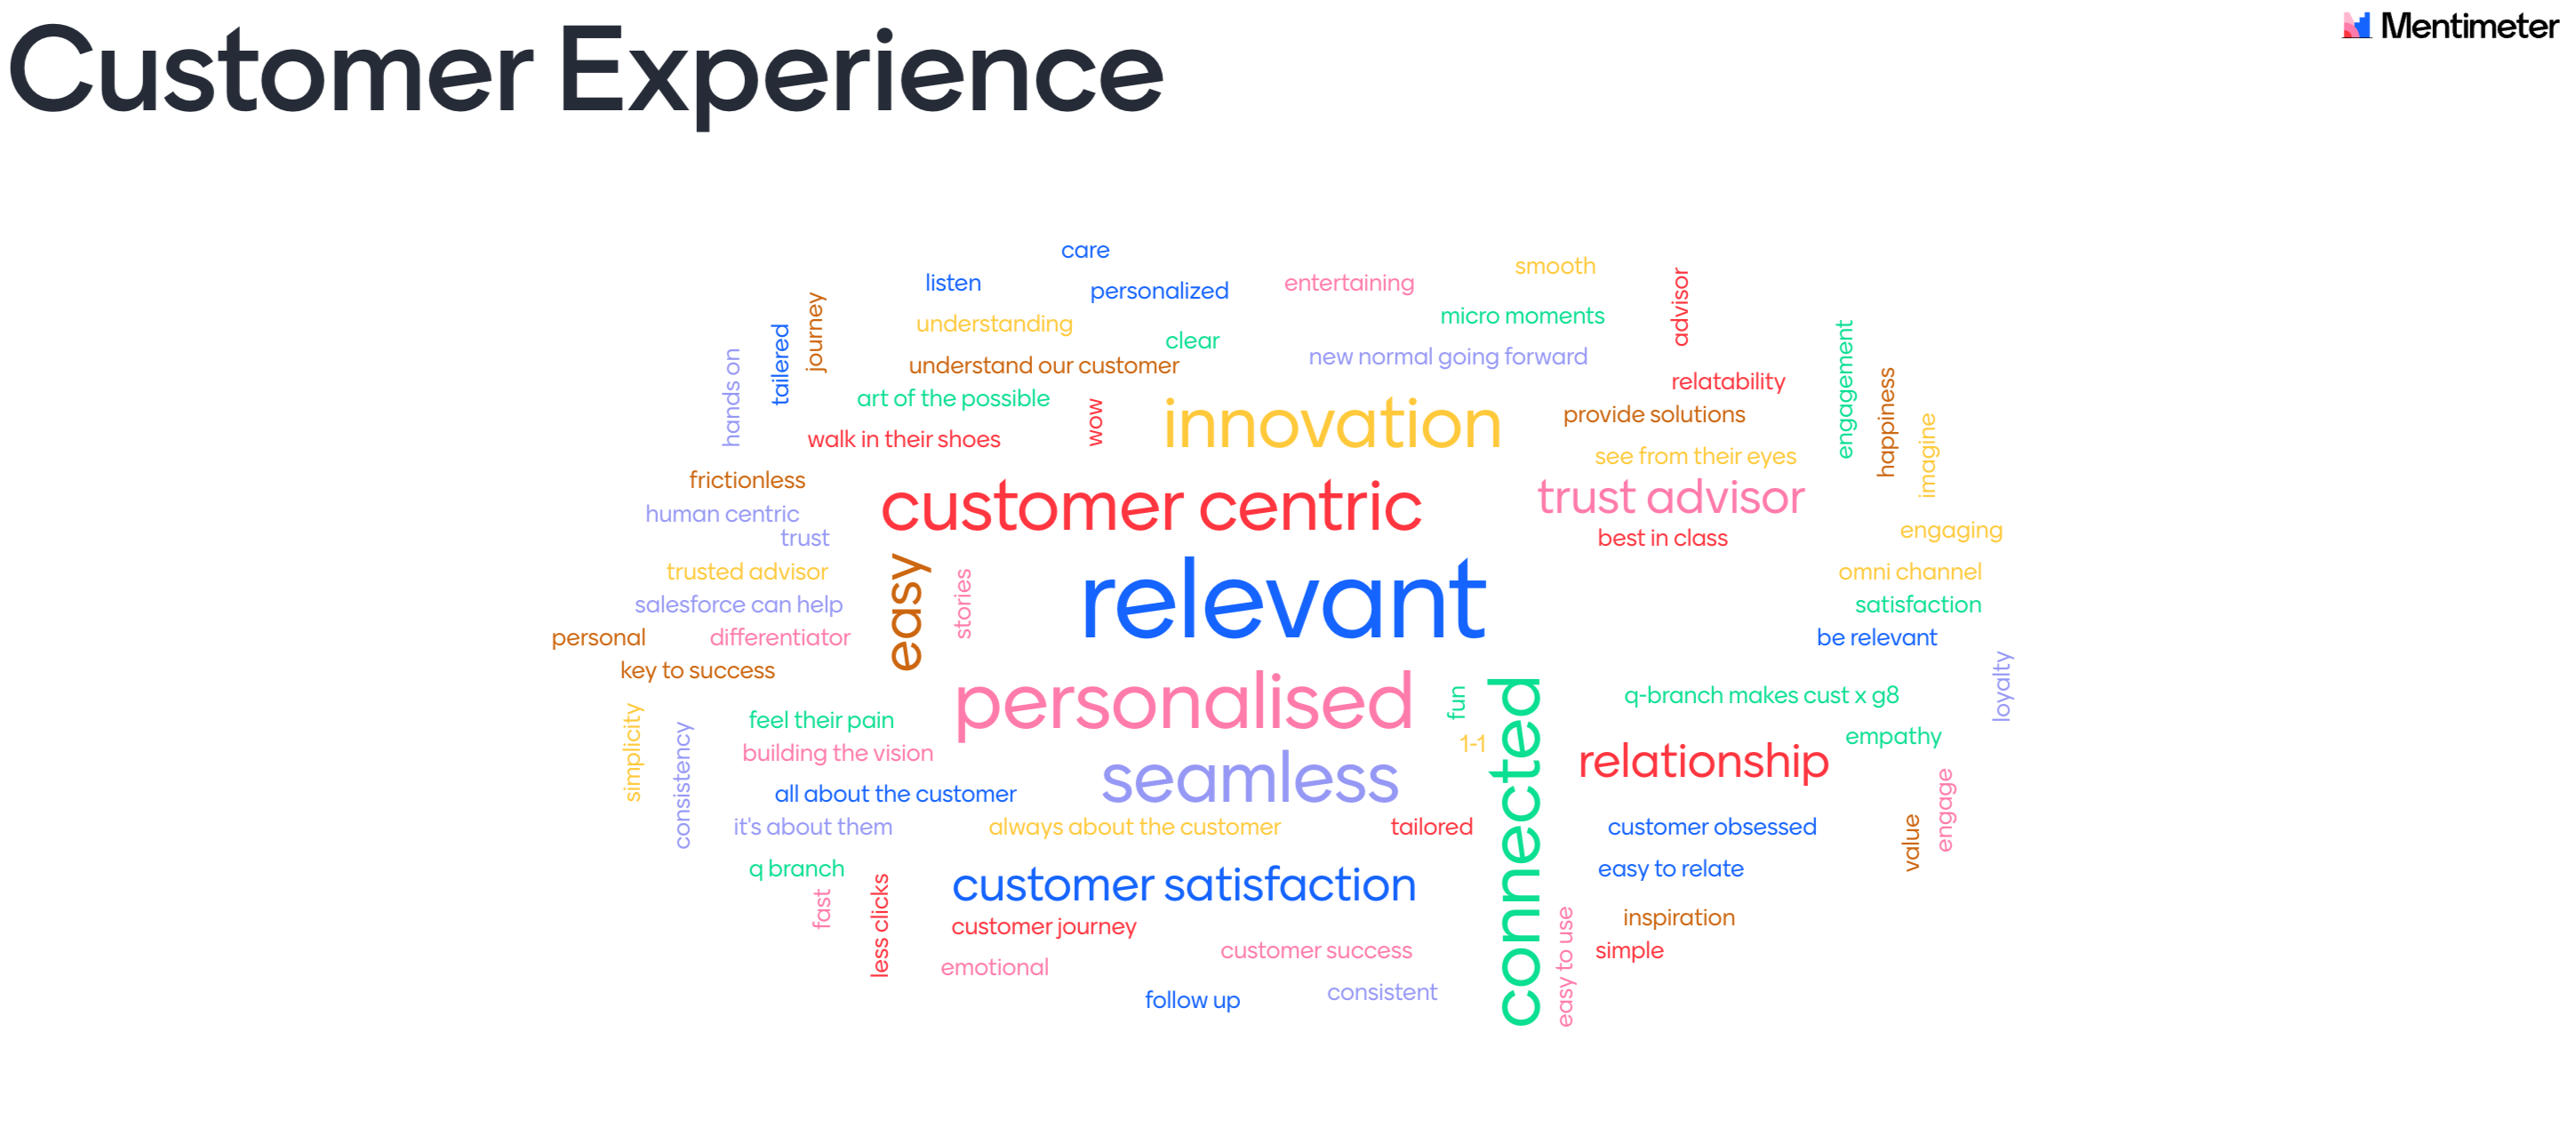 Customer Experience
Mentimeter
care
smooth
listen
personalized
entertaining
advisor
journey
understanding
micro moments
tailered
clear
engagement
hands on
understand our customer
new normal going forward
relatability
happiness
art of the possible
wow
innovation
provide solutions
imagine
walk in their shoes
see from their eyes
frictionless
customer centric
trust advisor
human centric
trust
best in class
engaging
trusted advisor
easy
stories
relevant
omni channel
salesforce can help
satisfaction
personal
differentiator
be relevant
key to success
personalised
fun
connected
q-branch makes cust x g8
loyalty
simplicity
consistency
feel their pain
1-1
empathy
building the vision
seamless
relationship
all about the customer
engage
it's about them
always about the customer
tailored
customer obsessed
value
q branch
customer satisfaction
easy to relate
fast
less clicks
customer journey
easy to use
inspiration
customer success
simple
emotional
follow up
consistent